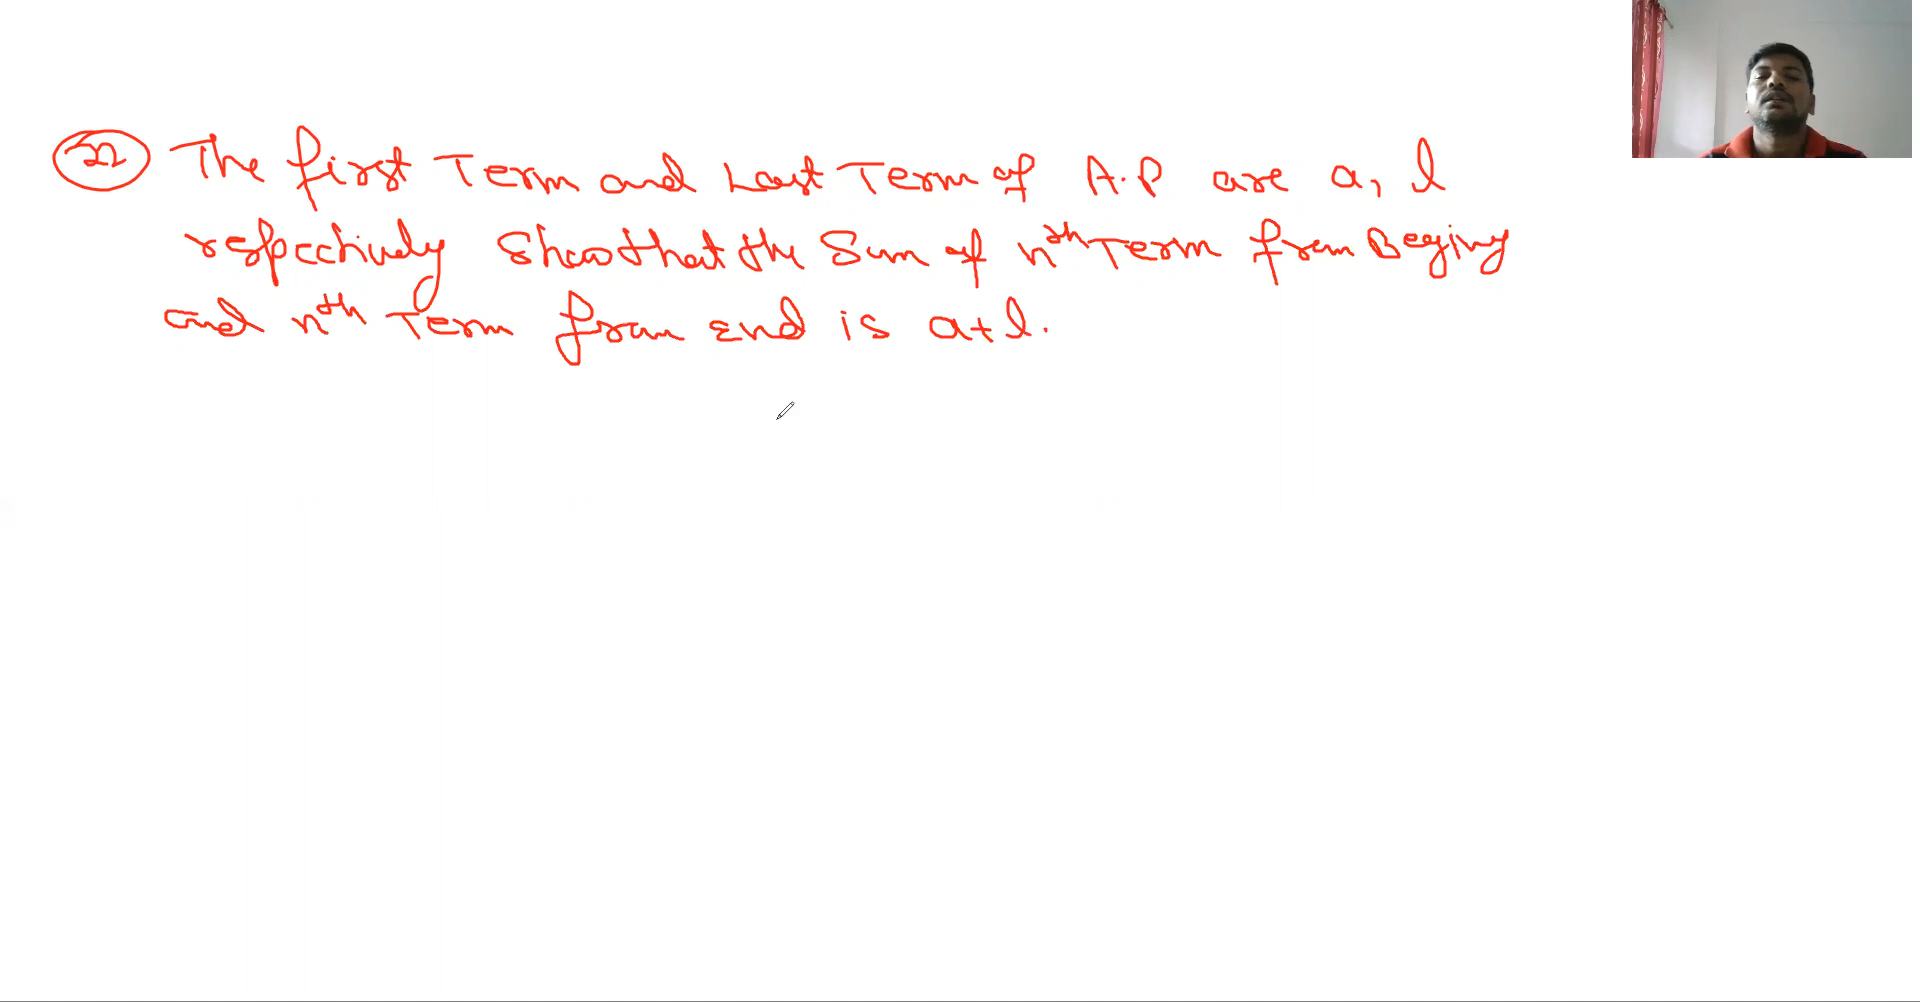 22 The first Term and Last Term of A.P are a, l
respectively show that the Sum of nth Term from Begining
and nth Term from End is a+l.